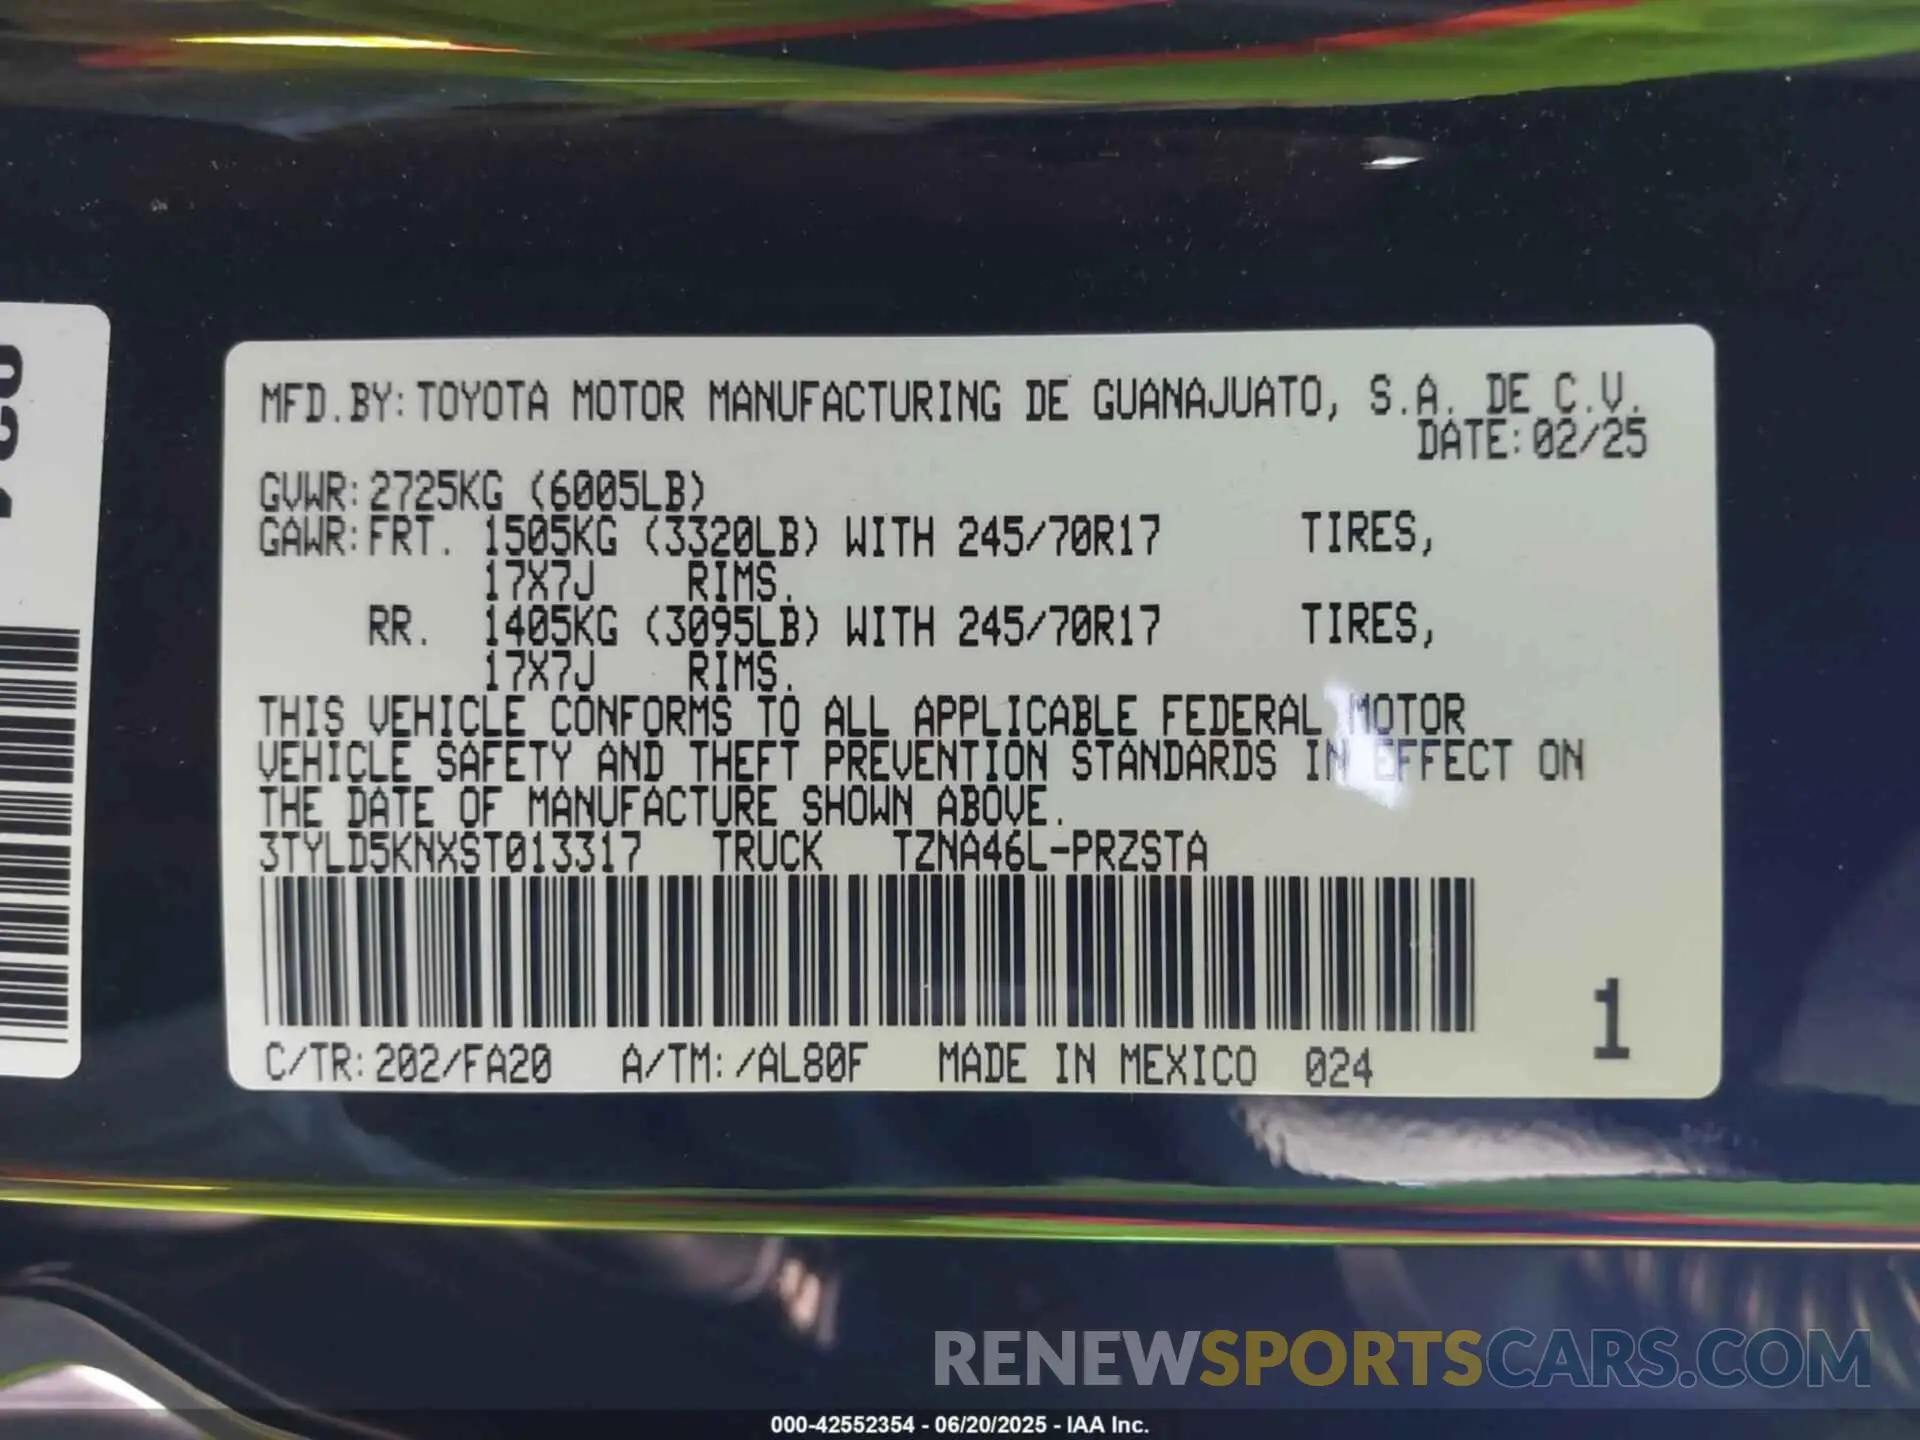 MFD.BY:TOYOTA MOTOR MANUFACTURING DE GUANAJUATO, S.A. DE C.V.
DATE:02/25
GVWR:2725KG (6005LB)
GAWR:FRT. 1505KG (3320LB) WITH 245/70R17 TIRES,
17X7J RIMS.
RR. 1405KG (3095LB) WITH 245/70R17 TIRES,
17X7J RIMS.
THIS VEHICLE CONFORMS TO ALL APPLICABLE FEDERAL MOTOR
VEHICLE SAFETY AND THEFT PREVENTION STANDARDS IN EFFECT ON
THE DATE OF MANUFACTURE SHOWN ABOVE.
3TYLD5KNXST013317 TRUCK TZNA46L-PRZSTA
C/TR:202/FA20 A/TM:/AL80F MADE IN MEXICO 024
1
RENEWSPORTSCARS.COM
000-42552354 - 06/20/2025 - IAA Inc.